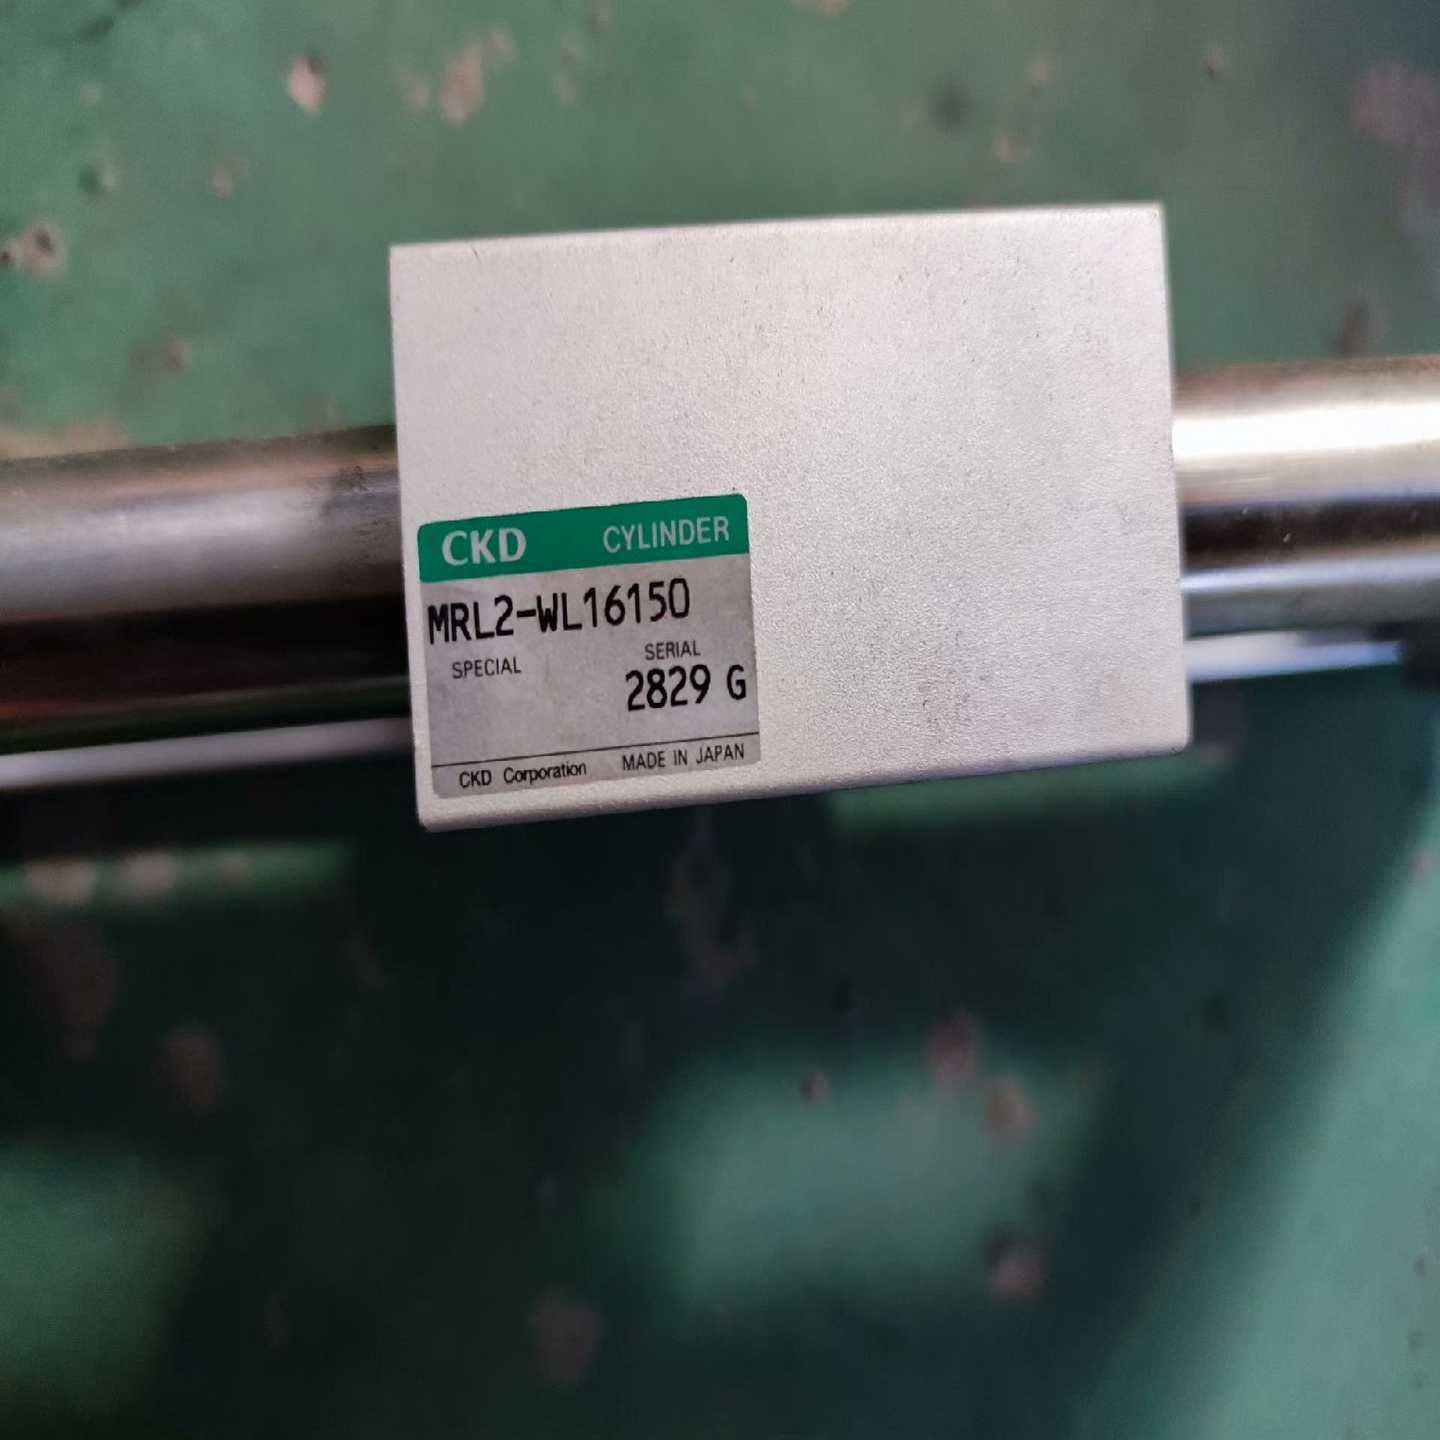 CKD CYLINDER
MRL2-WL16150
SPECIAL SERIAL
2829 G
CKD Corporation MADE IN JAPAN